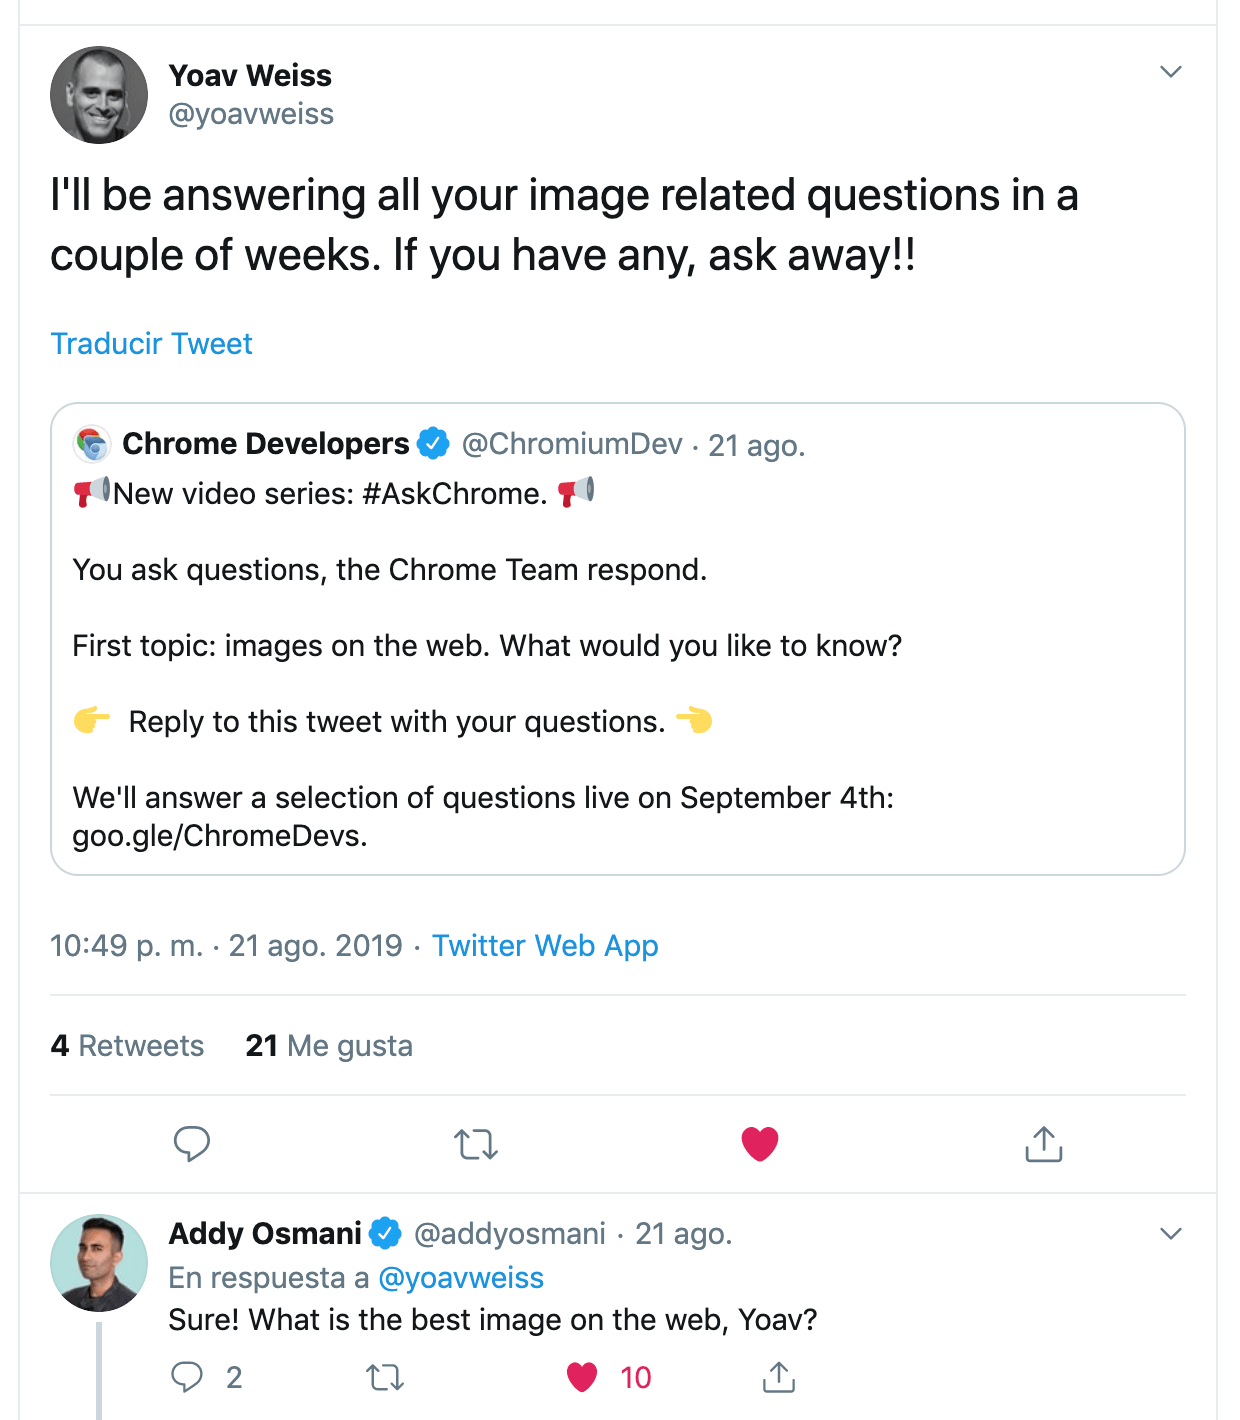 Yoav Weiss
@yoavweiss
I'll be answering all your image related questions in a
couple of weeks. If you have any, ask away!!
Traducir Tweet
Chrome Developers @ChromiumDev · 21 ago.
New video series: #AskChrome.
You ask questions, the Chrome Team respond.
First topic: images on the web. What would you like to know?
Reply to this tweet with your questions.
We'll answer a selection of questions live on September 4th:
goo.gle/ChromeDevs.
10:49 p. m. · 21 ago. 2019 · Twitter Web App
4 Retweets 21 Me gusta
Addy Osmani @addyosmani · 21 ago.
En respuesta a @yoavweiss
Sure! What is the best image on the web, Yoav?
2 10